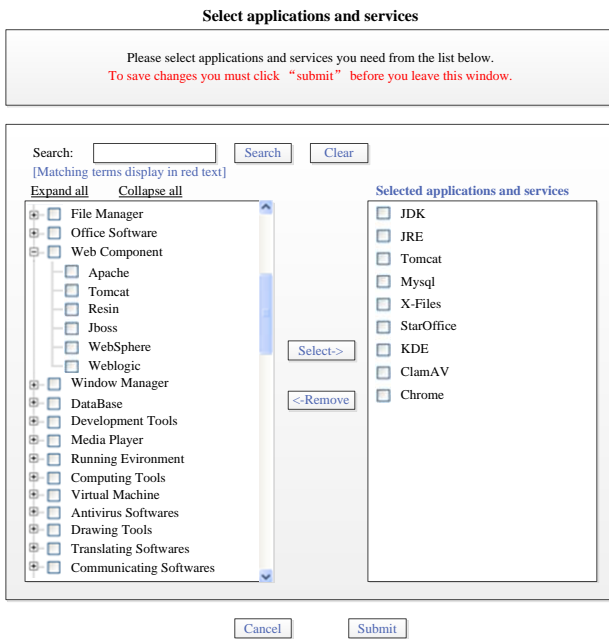 Select applications and services
Please select applications and services you need from the list below.
To save changes you must click “submit” before you leave this window.
Search:
Search
Clear
[Matching terms display in red text]
Expand all
Collapse all
File Manager
Office Software
Web Component
Apache
Tomcat
Resin
Jboss
WebSphere
Weblogic
Window Manager
DataBase
Development Tools
Media Player
Running Evironment
Computing Tools
Virtual Machine
Antivirus Softwares
Drawing Tools
Translating Softwares
Communicating Softwares
Select->
<-Remove
Selected applications and services
JDK
JRE
Tomcat
Mysql
X-Files
StarOffice
KDE
ClamAV
Chrome
Cancel
Submit